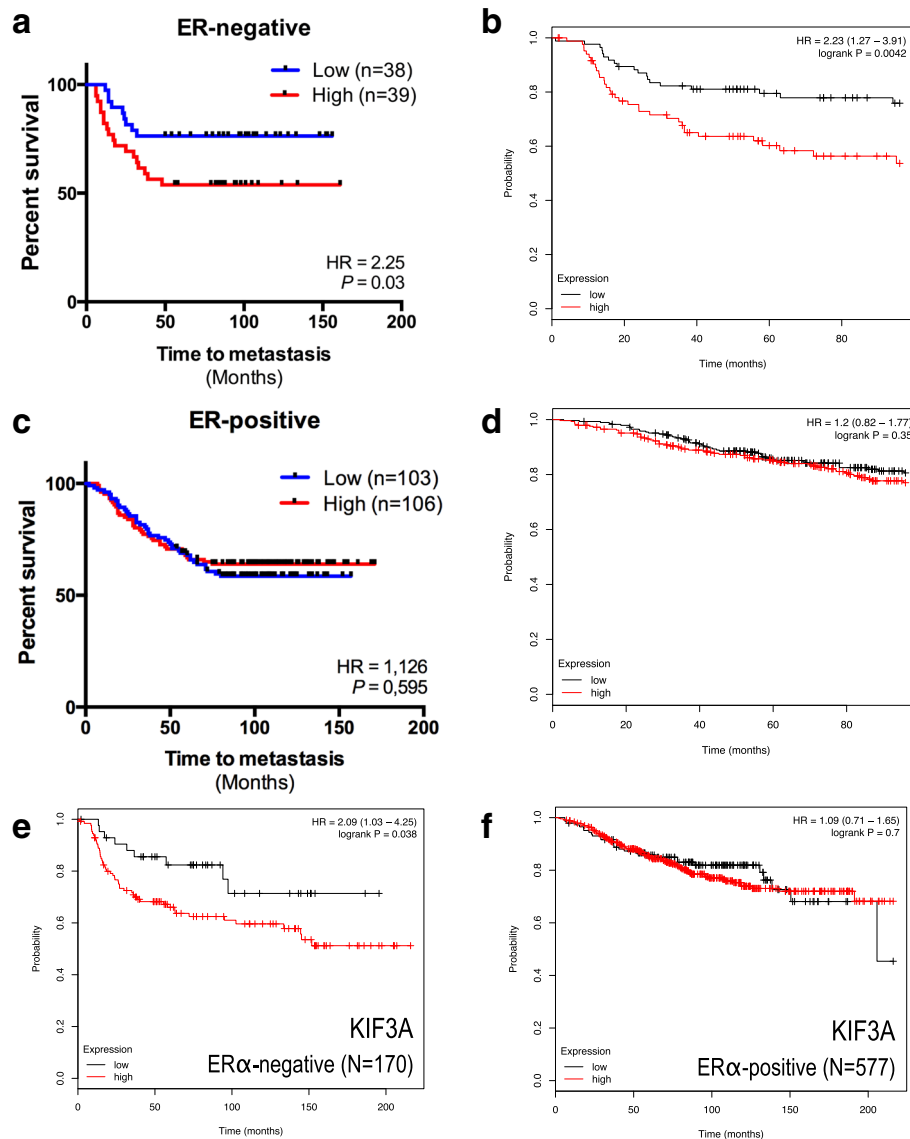 a
ER-negative
Low (n=38)
High (n=39)
Percent survival
100
50
0
HR = 2.25
P = 0.03
0 50 100 150 200
Time to metastasis
(Months)
b
HR = 2.23 (1.27 − 3.91)
logrank P = 0.0042
Probability
1.0
0.8
0.6
0.4
0.2
0.0
Expression
low
high
0 20 40 60 80
Time (months)
c
ER-positive
Low (n=103)
High (n=106)
Percent survival
100
50
0
HR = 1,126
P = 0,595
0 50 100 150 200
Time to metastasis
(Months)
d
HR = 1.2 (0.82 − 1.77)
logrank P = 0.35
Probability
1.0
0.8
0.6
0.4
0.2
0.0
Expression
low
high
0 20 40 60 80
Time (months)
e
HR = 2.09 (1.03 − 4.25)
logrank P = 0.038
Probability
1.0
0.8
0.6
0.4
0.2
0.0
KIF3A
ERα-negative (N=170)
Expression
low
high
0 50 100 150 200
Time (months)
f
HR = 1.09 (0.71 − 1.65)
logrank P = 0.7
Probability
1.0
0.8
0.6
0.4
0.2
0.0
KIF3A
ERα-positive (N=577)
Expression
low
high
0 50 100 150 200
Time (months)